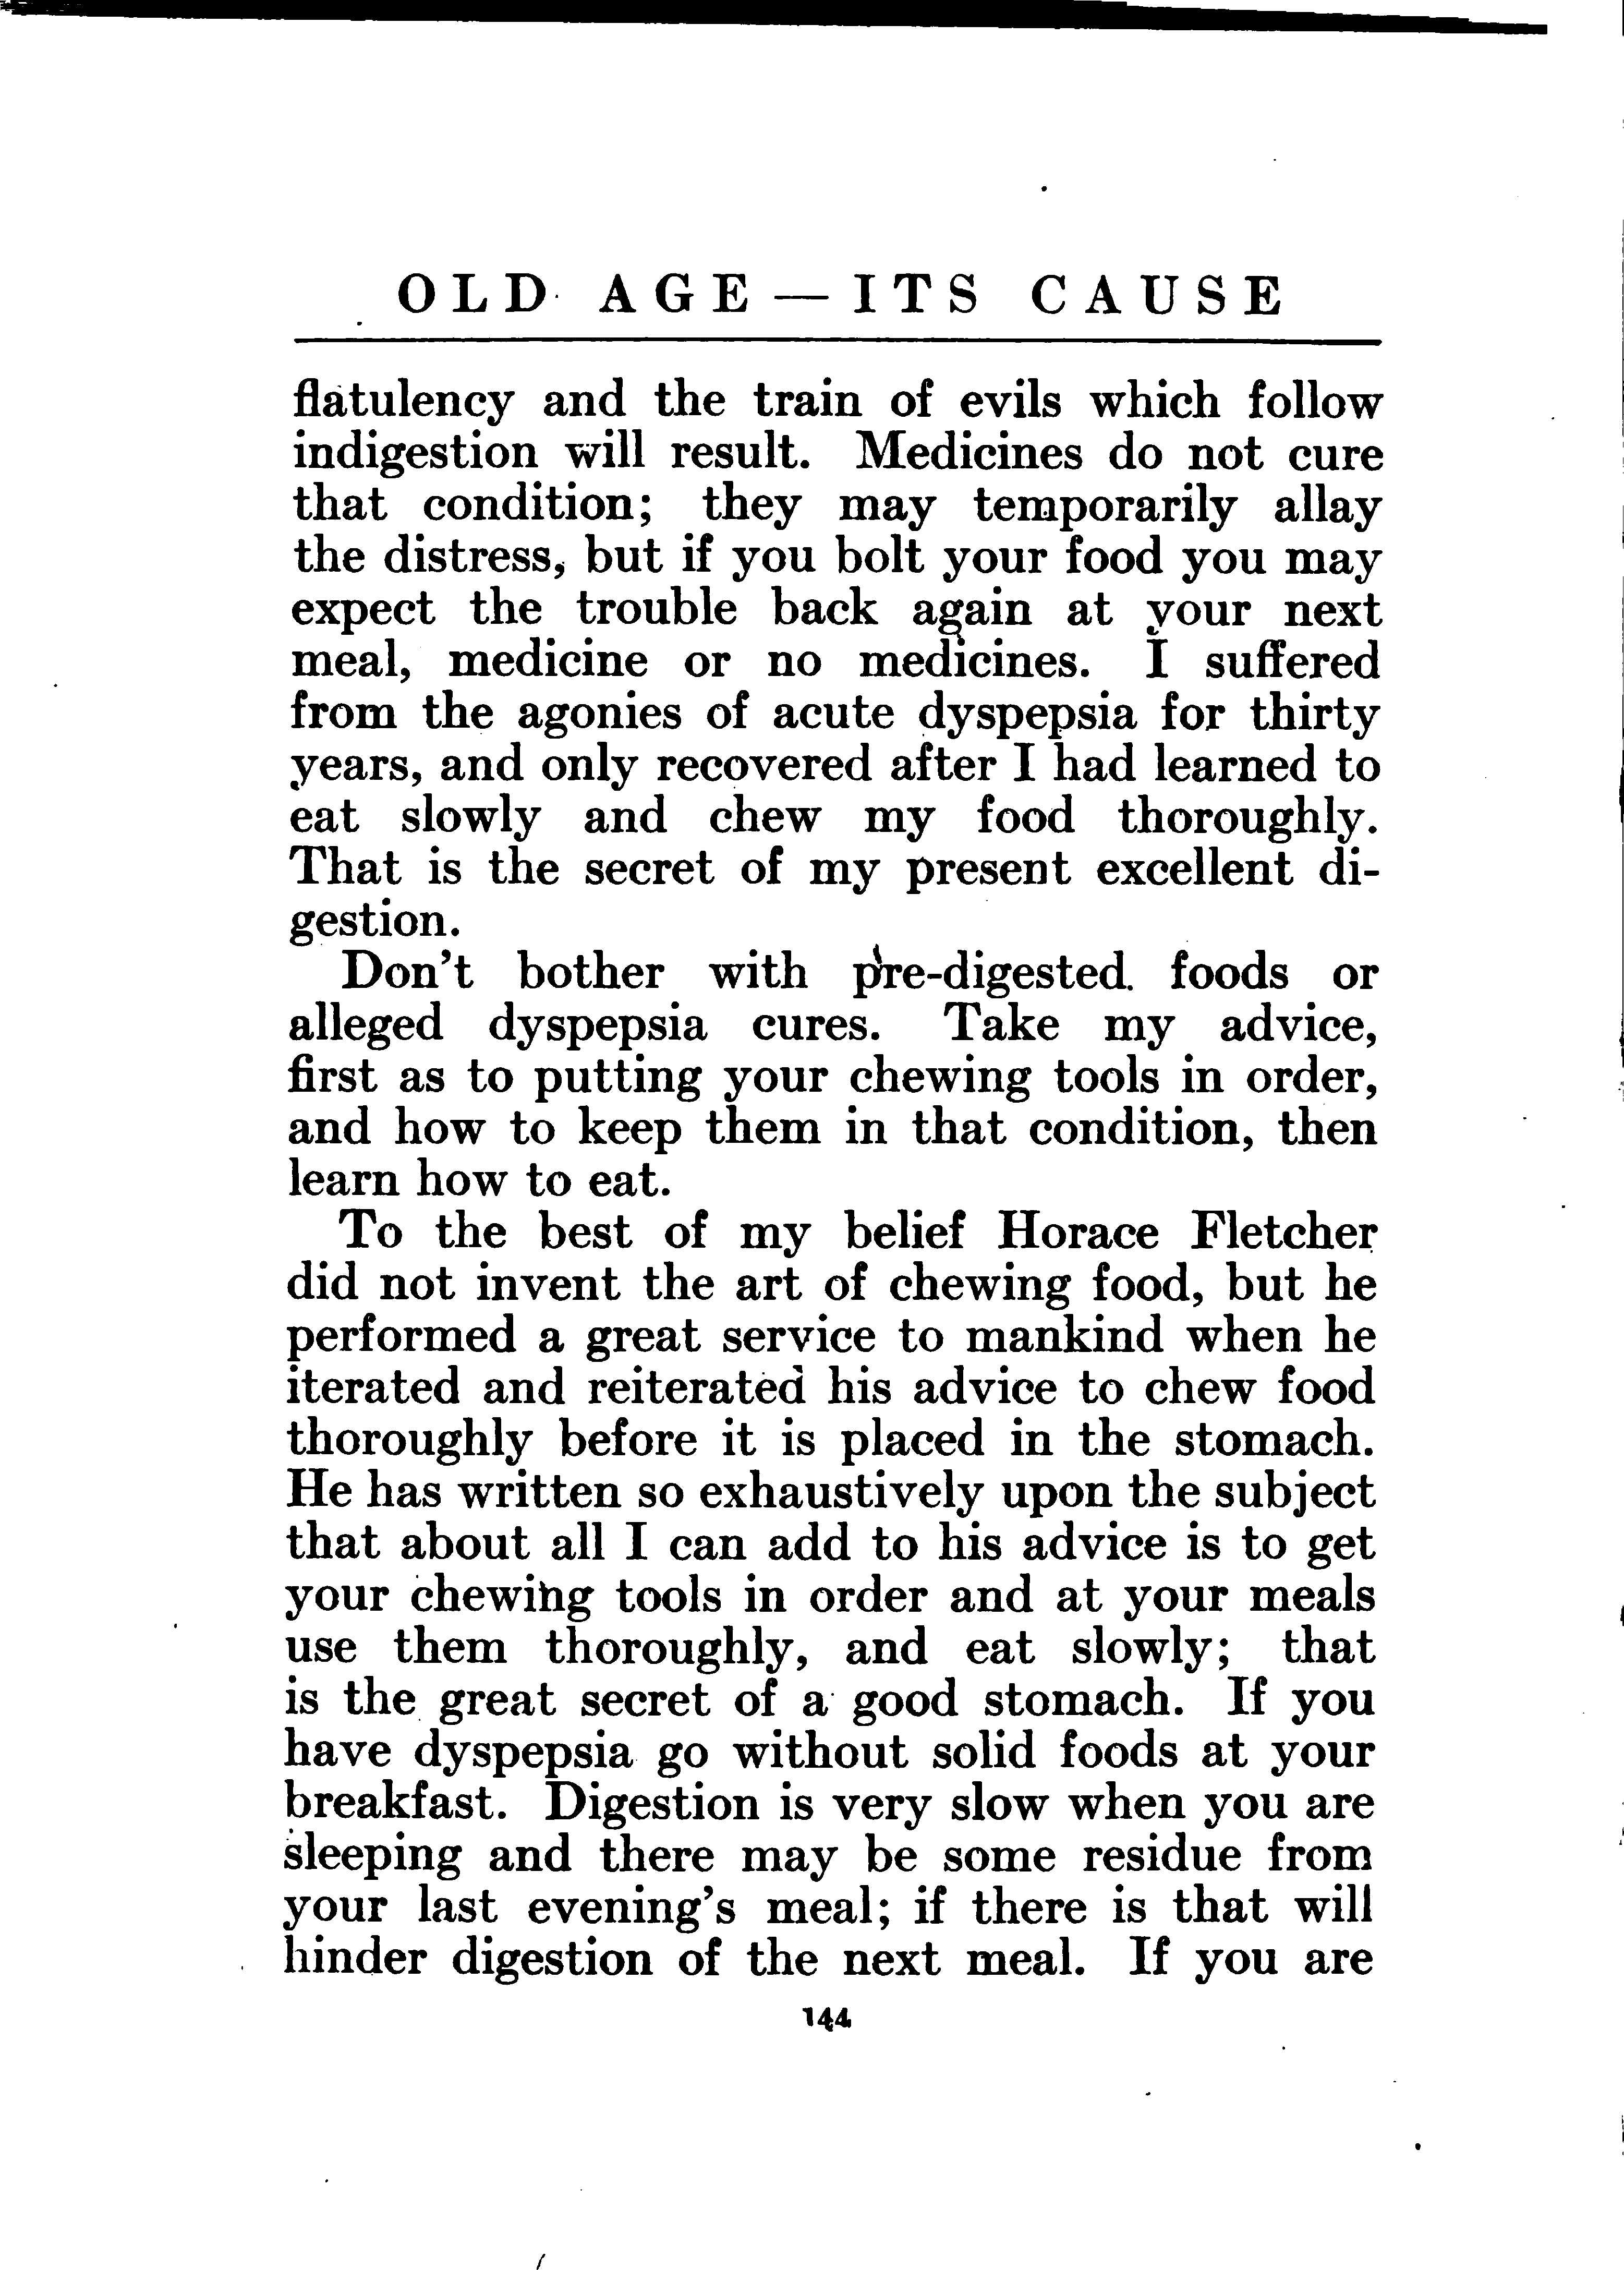 OLD AGE — ITS CAUSE
flatulency and the train of evils which follow
indigestion will result. Medicines do not cure
that condition; they may temporarily allay
the distress, but if you bolt your food you may
expect the trouble back again at your next
meal, medicine or no medicines. I suffered
from the agonies of acute dyspepsia for thirty
years, and only recovered after I had learned to
eat slowly and chew my food thoroughly.
That is the secret of my present excellent di-
gestion.
Don't bother with pre-digested foods or
alleged dyspepsia cures. Take my advice,
first as to putting your chewing tools in order,
and how to keep them in that condition, then
learn how to eat.
To the best of my belief Horace Fletcher
did not invent the art of chewing food, but he
performed a great service to mankind when he
iterated and reiterated his advice to chew food
thoroughly before it is placed in the stomach.
He has written so exhaustively upon the subject
that about all I can add to his advice is to get
your chewing tools in order and at your meals
use them thoroughly, and eat slowly; that
is the great secret of a good stomach. If you
have dyspepsia go without solid foods at your
breakfast. Digestion is very slow when you are
sleeping and there may be some residue from
your last evening's meal; if there is that will
hinder digestion of the next meal. If you are
144